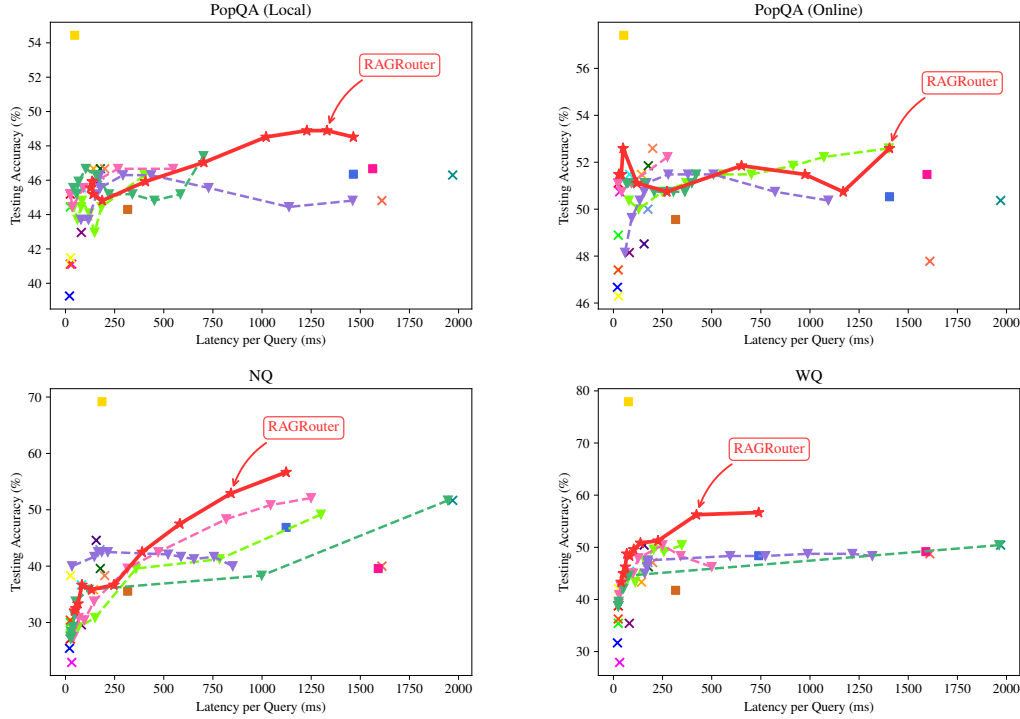 PopQA (Local)
Testing Accuracy (%)
54
52
50
48
46
44
42
40
RAGRouter
0 250 500 750 1000 1250 1500 1750 2000
Latency per Query (ms)
PopQA (Online)
Testing Accuracy (%)
56
54
52
50
48
46
RAGRouter
0 250 500 750 1000 1250 1500 1750 2000
Latency per Query (ms)
NQ
Testing Accuracy (%)
70
60
50
40
30
RAGRouter
0 250 500 750 1000 1250 1500 1750 2000
Latency per Query (ms)
WQ
Testing Accuracy (%)
80
70
60
50
40
30
RAGRouter
0 250 500 750 1000 1250 1500 1750 2000
Latency per Query (ms)